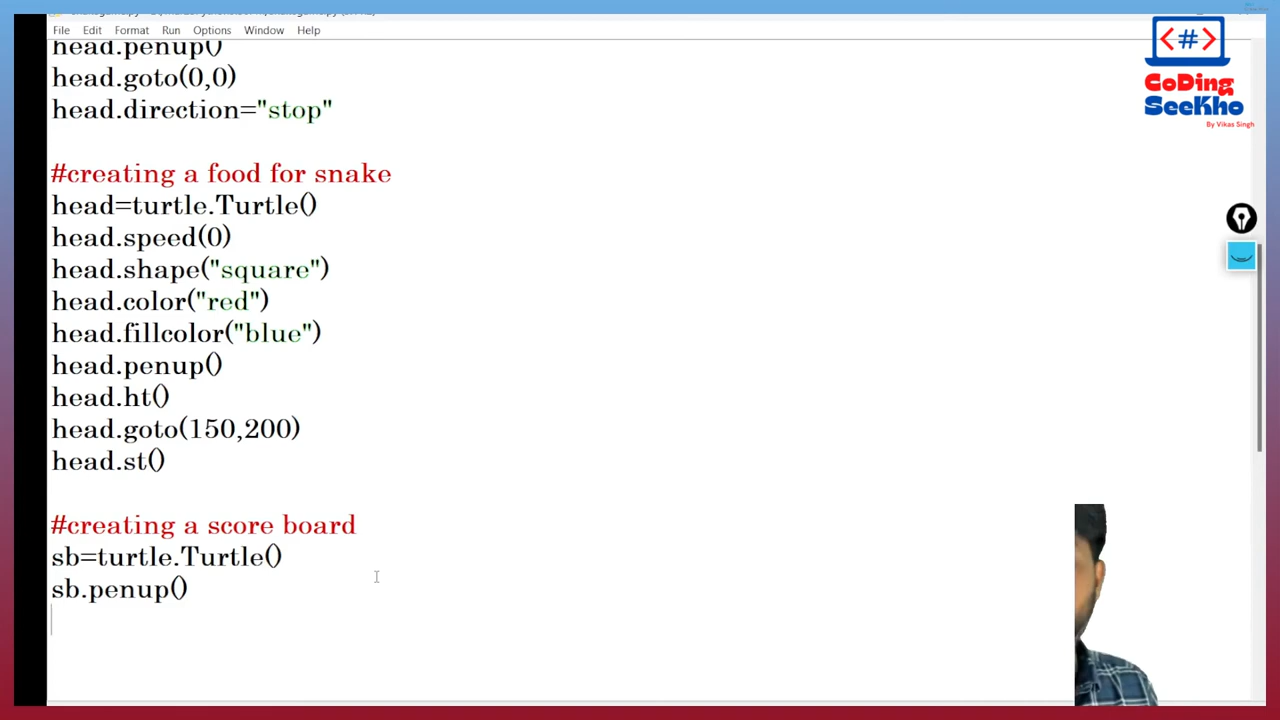 File Edit Format Run Options Window Help
head.penup()
head.goto(0,0)
head.direction="stop"
#creating a food for snake
head=turtle.Turtle()
head.speed(0)
head.shape("square")
head.color("red")
head.fillcolor("blue")
head.penup()
head.ht()
head.goto(150,200)
head.st()
#creating a score board
sb=turtle.Turtle()
sb.penup()
<#>
CoDing
SeeKho
By Vikas Singh